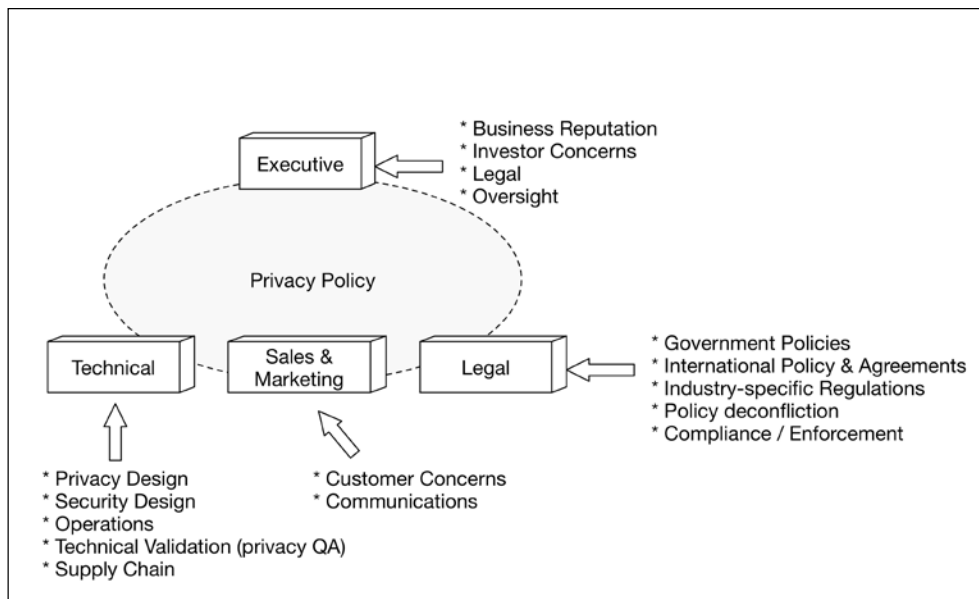 Executive
* Business Reputation
* Investor Concerns
* Legal
* Oversight
Privacy Policy
Technical
Sales &
Marketing
Legal
* Government Policies
* International Policy & Agreements
* Industry-specific Regulations
* Policy deconfliction
* Compliance / Enforcement
* Privacy Design
* Security Design
* Operations
* Technical Validation (privacy QA)
* Supply Chain
* Customer Concerns
* Communications